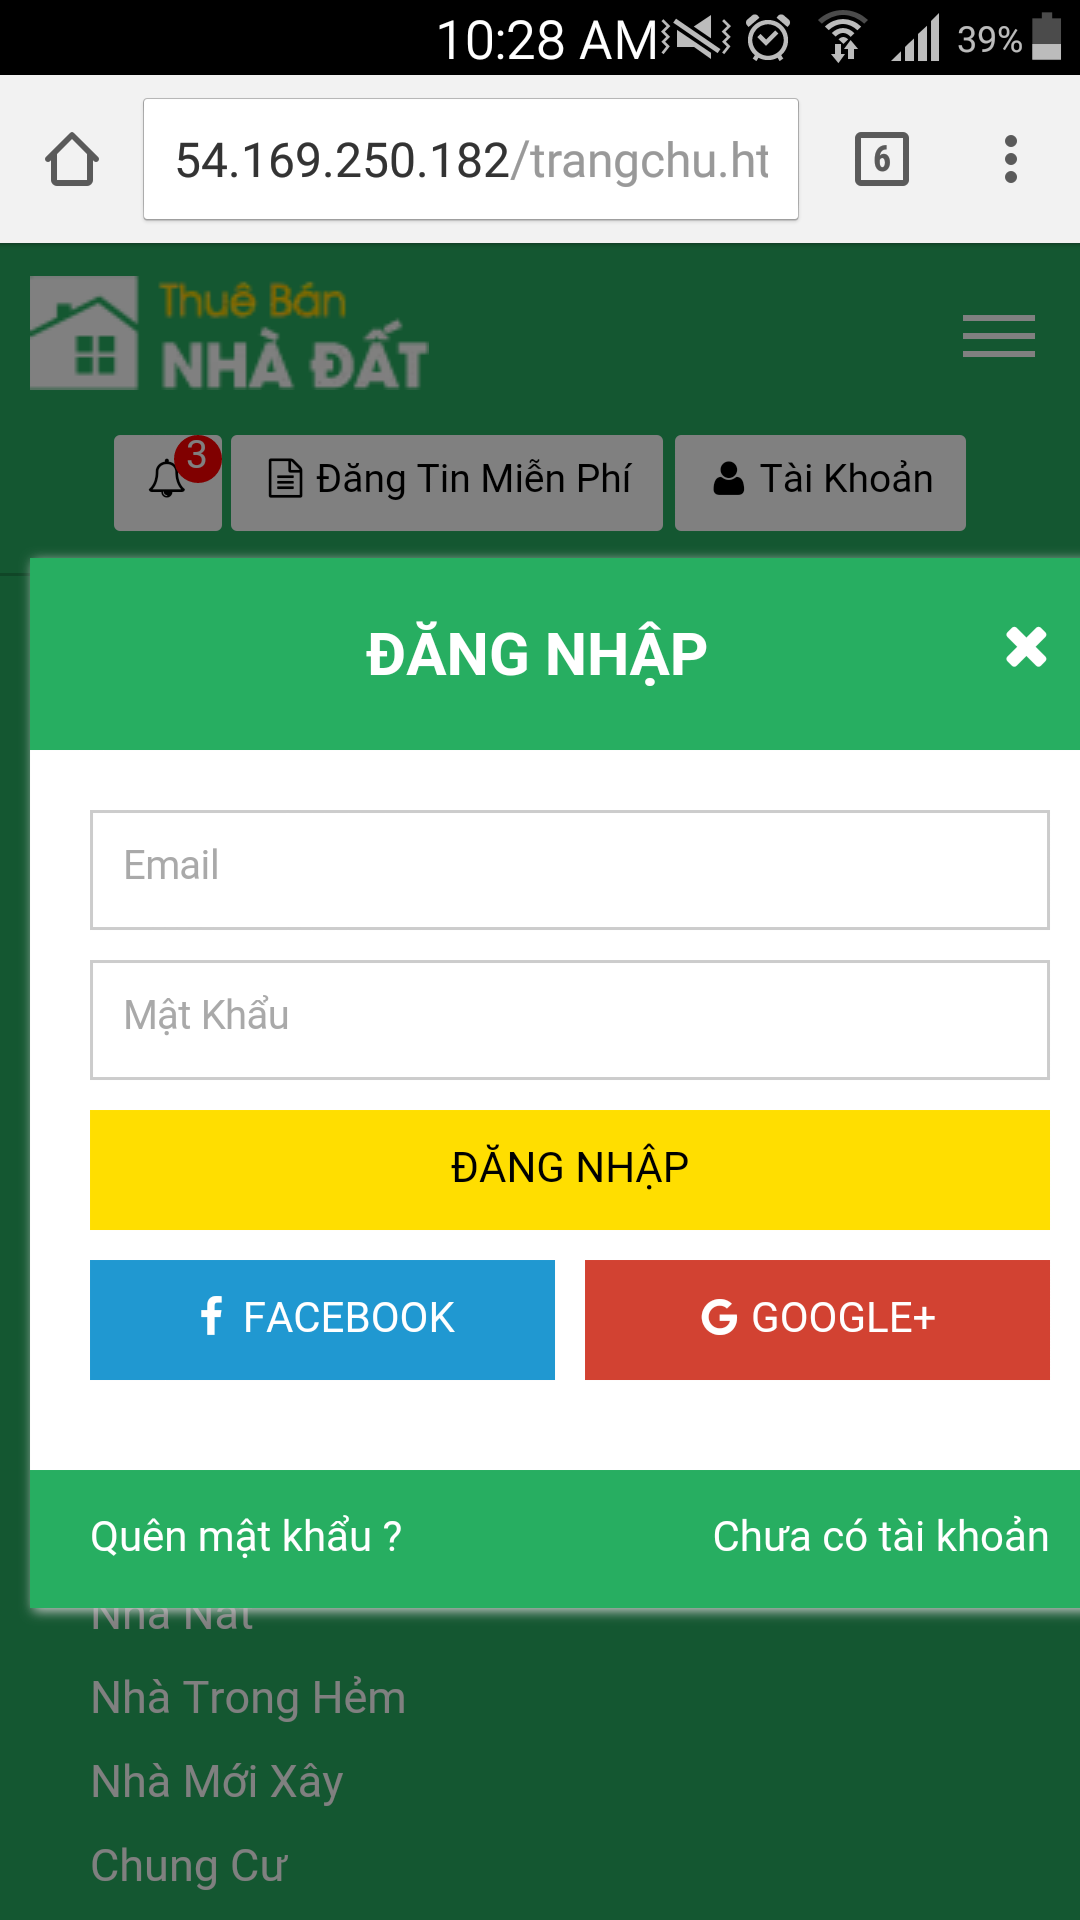 10:28 AM 39%
54.169.250.182/trangchu.ht
6
Thuê Bán
NHÀ ĐẤT
3
Đăng Tin Miễn Phí
Tài Khoản
ĐĂNG NHẬP
Email
Mật Khẩu
ĐĂNG NHẬP
FACEBOOK
GOOGLE+
Quên mật khẩu ?
Chưa có tài khoản
Nhà Nát
Nhà Trong Hẻm
Nhà Mới Xây
Chung Cư